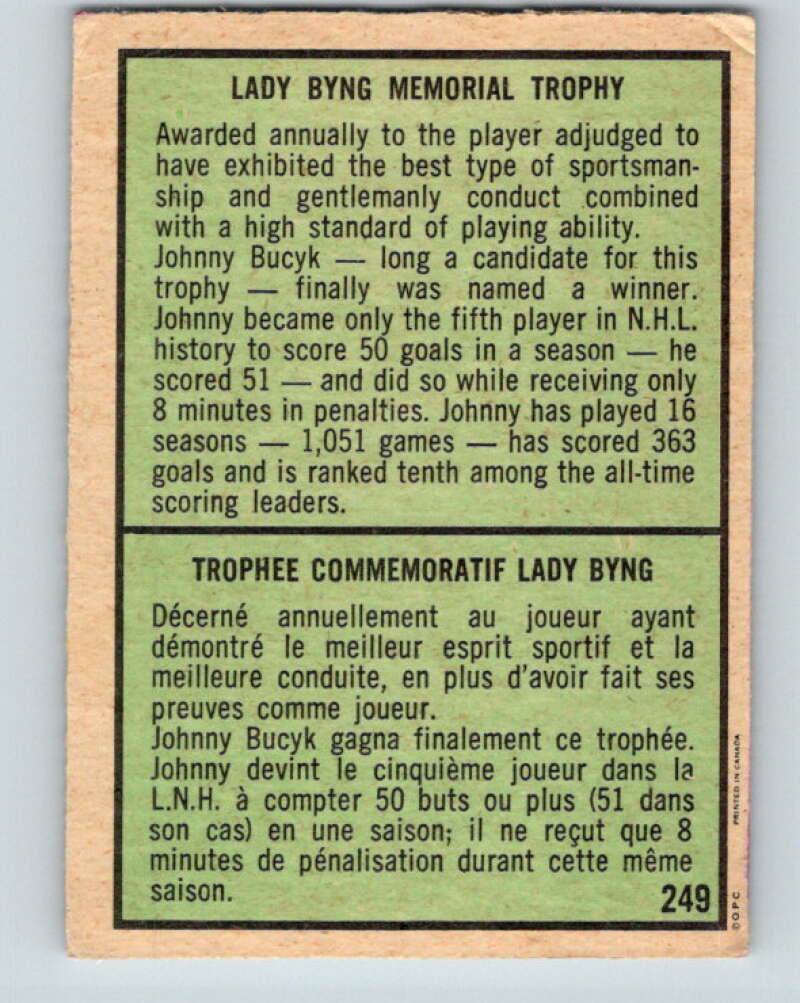 LADY BYNG MEMORIAL TROPHY
Awarded annually to the player adjudged to
have exhibited the best type of sportsman-
ship and gentlemanly conduct combined
with a high standard of playing ability.
Johnny Bucyk — long a candidate for this
trophy — finally was named a winner.
Johnny became only the fifth player in N.H.L.
history to score 50 goals in a season — he
scored 51 — and did so while receiving only
8 minutes in penalties. Johnny has played 16
seasons — 1,051 games — has scored 363
goals and is ranked tenth among the all-time
scoring leaders.
TROPHEE COMMEMORATIF LADY BYNG
Décerné annuellement au joueur ayant
démontré le meilleur esprit sportif et la
meilleure conduite, en plus d'avoir fait ses
preuves comme joueur.
Johnny Bucyk gagna finalement ce trophée.
Johnny devint le cinquième joueur dans la
L.N.H. à compter 50 buts ou plus (51 dans
son cas) en une saison; il ne reçut que 8
minutes de pénalisation durant cette même
saison.
249
©O.P.C. PRINTED IN CANADA